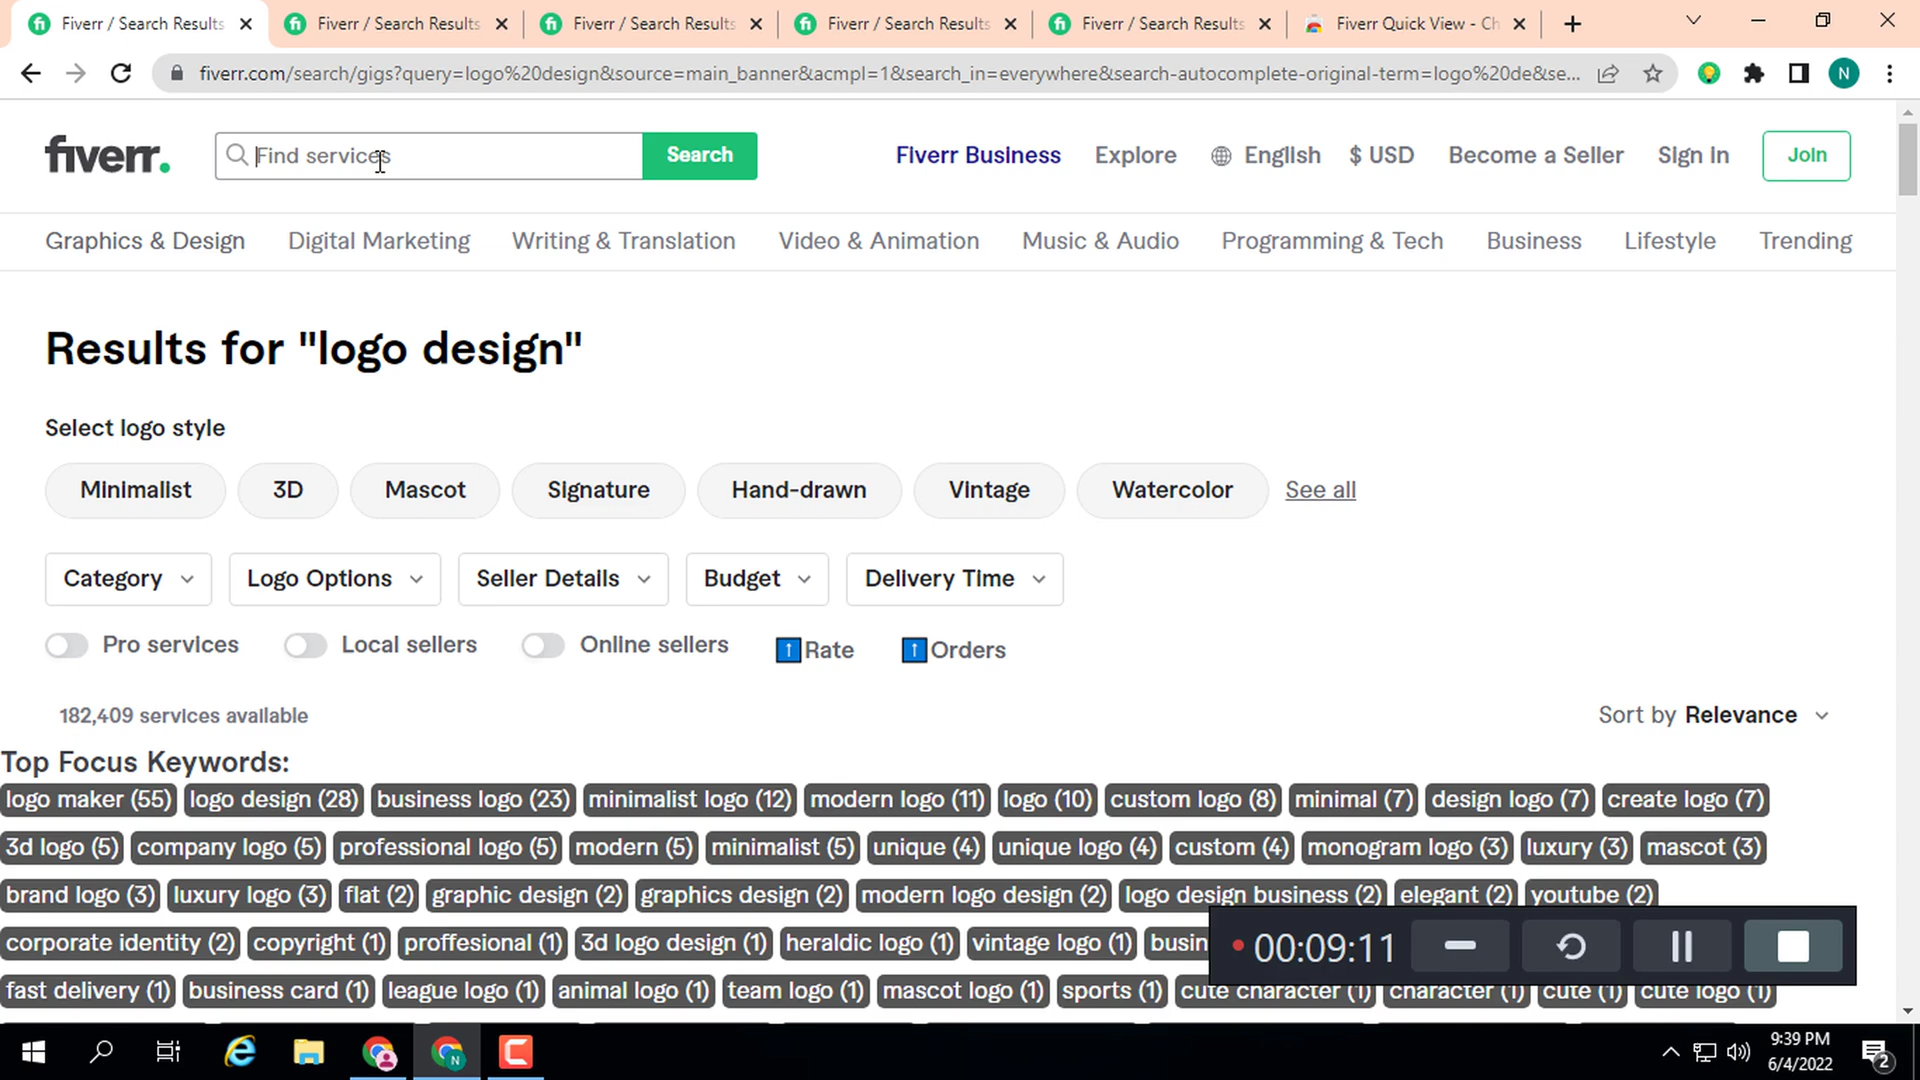 Fiverr / Search Results
Fiverr / Search Results
Fiverr / Search Results
Fiverr / Search Results
Fiverr / Search Results
Fiverr Quick View - Ch
fiverr.com/search/gigs?query=logo%20design&source=main_banner&acmpl=1&search_in=everywhere&search-autocomplete-original-term=logo%20de&se...
N
fiverr.
Find services
Search
Fiverr Business
Explore
English
$ USD
Become a Seller
Sign In
Join
Graphics & Design
Digital Marketing
Writing & Translation
Video & Animation
Music & Audio
Programming & Tech
Business
Lifestyle
Trending
Results for "logo design"
Select logo style
Minimalist
3D
Mascot
Signature
Hand-drawn
Vintage
Watercolor
See all
Category
Logo Options
Seller Details
Budget
Delivery Time
Pro services
Local sellers
Online sellers
↑Rate
↑Orders
182,409 services available
Sort by Relevance
Top Focus Keywords:
logo maker (55) logo design (28) business logo (23) minimalist logo (12) modern logo (11) logo (10) custom logo (8) minimal (7) design logo (7) create logo (7)
3d logo (5) company logo (5) professional logo (5) modern (5) minimalist (5) unique (4) unique logo (4) custom (4) monogram logo (3) luxury (3) mascot (3)
brand logo (3) luxury logo (3) flat (2) graphic design (2) graphics design (2) modern logo design (2) logo design business (2) elegant (2) youtube (2)
corporate identity (2) copyright (1) proffesional (1) 3d logo design (1) heraldic logo (1) vintage logo (1) busin
00:09:11
fast delivery (1) business card (1) league logo (1) animal logo (1) team logo (1) mascot logo (1) sports (1) cute character (1) character (1) cute (1) cute logo (1)
N
9:39 PM
6/4/2022
2